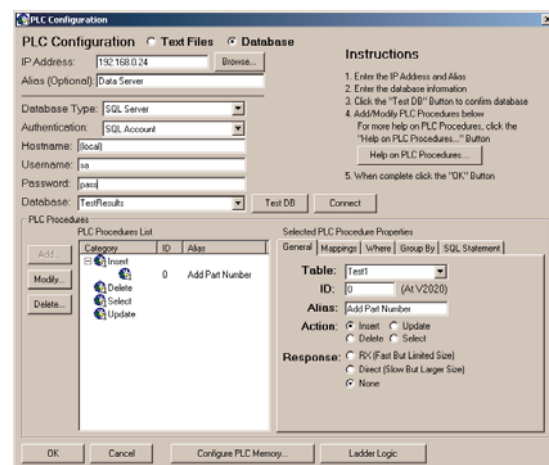 PLC Configuration
PLC Configuration Text Files Database
IP Address: 192.168.0.24 Browse...
Alias (Optional): Data Server
Database Type: SQL Server
Authentication: SQL Account
Hostname: (local)
Username: sa
Password: pass
Database: TestResults Test DB Connect
Instructions
1. Enter the IP Address and Alias
2. Enter the database information
3. Click the "Test DB" Button to confirm database
4. Add/Modify PLC Procedures below
For more help on PLC Procedures, click the
"Help on PLC Procedures..." Button
Help on PLC Procedures....
5. When complete click the "OK" Button
PLC Procedures
PLC Procedures List
Add...
Modify...
Delete...
Category ID Alias
Insert
0 Add Part Number
Delete
Select
Update
Selected PLC Procedure Properties
General Mappings Where Group By SQL Statement
Table: Test1
ID: 0 (At V2020)
Alias: Add Part Number
Action: Insert Update
Delete Select
Response: RX (Fast But Limited Size)
Direct (Slow But Larger Size)
None
OK Cancel Configure PLC Memory... Ladder Logic